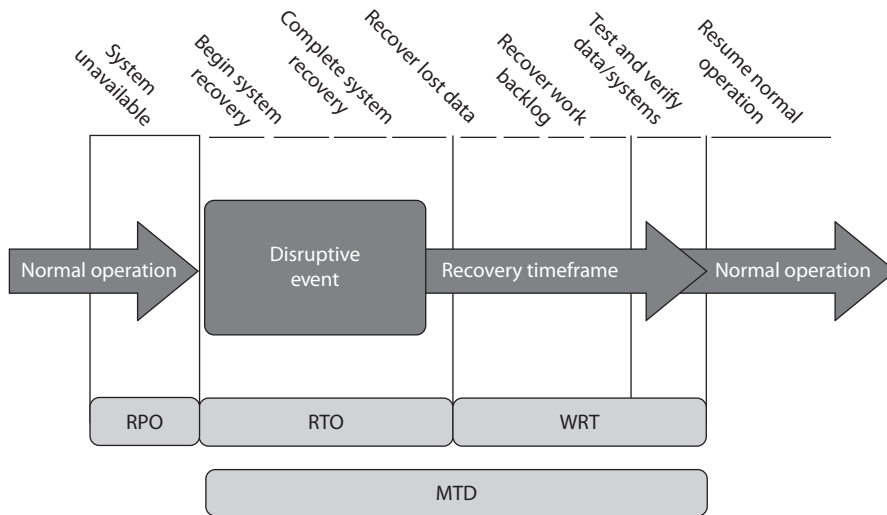 System
unavailable
Begin system
recovery
Complete system
recovery
Recover lost data
Recover work
backlog
Test and verify
data/systems
Resume normal
operation
Normal operation
Disruptive
event
Recovery timeframe
Normal operation
RPO
RTO
WRT
MTD